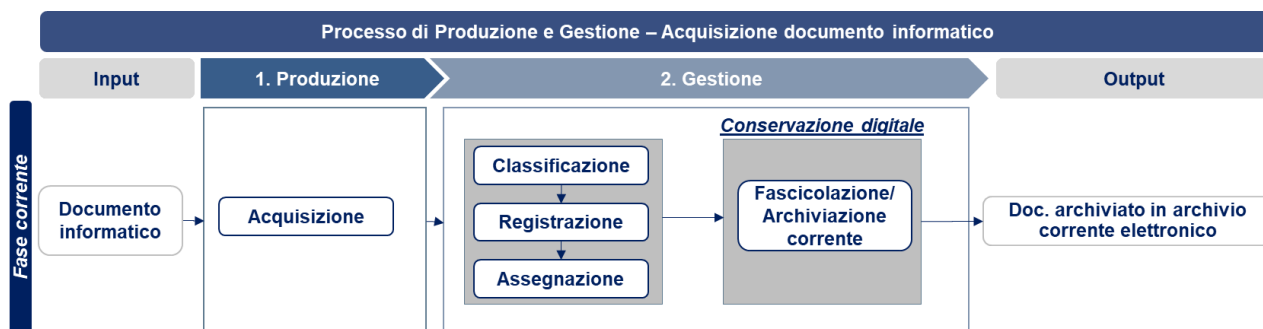 Processo di Produzione e Gestione – Acquisizione documento informatico
Input
1. Produzione
2. Gestione
Output
Fase corrente
Documento
informatico
Acquisizione
Classificazione
Registrazione
Assegnazione
Conservazione digitale
Fascicolazione/
Archiviazione
corrente
Doc. archiviato in archivio
corrente elettronico